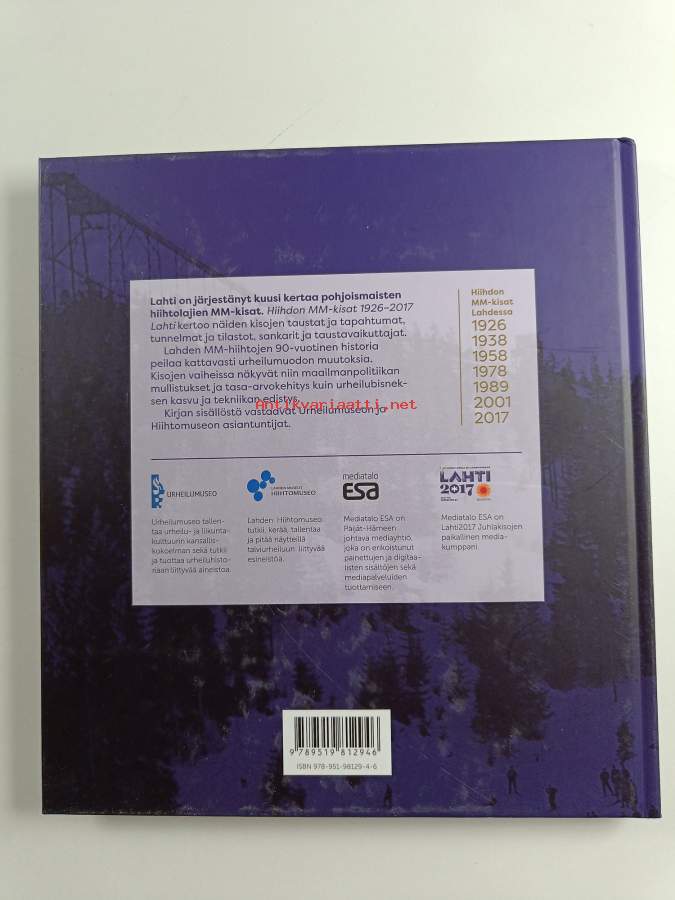 Lahti on järjestänyt kuusi kertaa pohjoismaisten
hiihtolajien MM-kisat. Hiihdon MM-kisat 1926–2017
Lahti kertoo näiden kisojen taustat ja tapahtumat,
tunnelmat ja tilastot, sankarit ja taustavaikuttajat.
Lahden MM-hiihtojen 90-vuotinen historia
peilaa kattavasti urheilumuodon muutoksia.
Kisojen vaiheissa näkyvät niin maailmanpolitiikan
mullistukset ja tasa-arvokehitys kuin urheilubisnek-
sen kasvu ja tekniikan edistys.
Kirjan sisällöstä vastaavat Urheilumuseon ja
Hiihtomuseon asiantuntijat.
Hiihdon
MM-kisat
Lahdessa
1926
1938
1958
1978
1989
2001
2017
Antikvariaatti.net
URHEILUMUSEO
Urheilumuseo tallen-
taa urheilu- ja liikunta-
kulttuurin kansallis-
kokoelman sekä tutkii
ja tuottaa urheiluhisto-
riaan liittyvää aineistoa.
LAHDEN MUSEOT
HIIHTOMUSEO
Lahden Hiihtomuseo
tutkii, kerää, tallentaa
ja pitää näytteillä
talviurheiluun liittyvää
esineistöä.
mediatalo
ESA
Mediatalo ESA on
Päijät-Hämeen
johtava mediayhtiö,
joka on erikoistunut
painettujen ja digitaa-
listen sisältöjen sekä
mediapalveluiden
tuottamiseen.
LAHTI
2017
Mediatalo ESA on
Lahti2017 Juhlakisojen
paikallinen media-
kumppani.
9 789519 812946
ISBN 978-951-98129-4-6